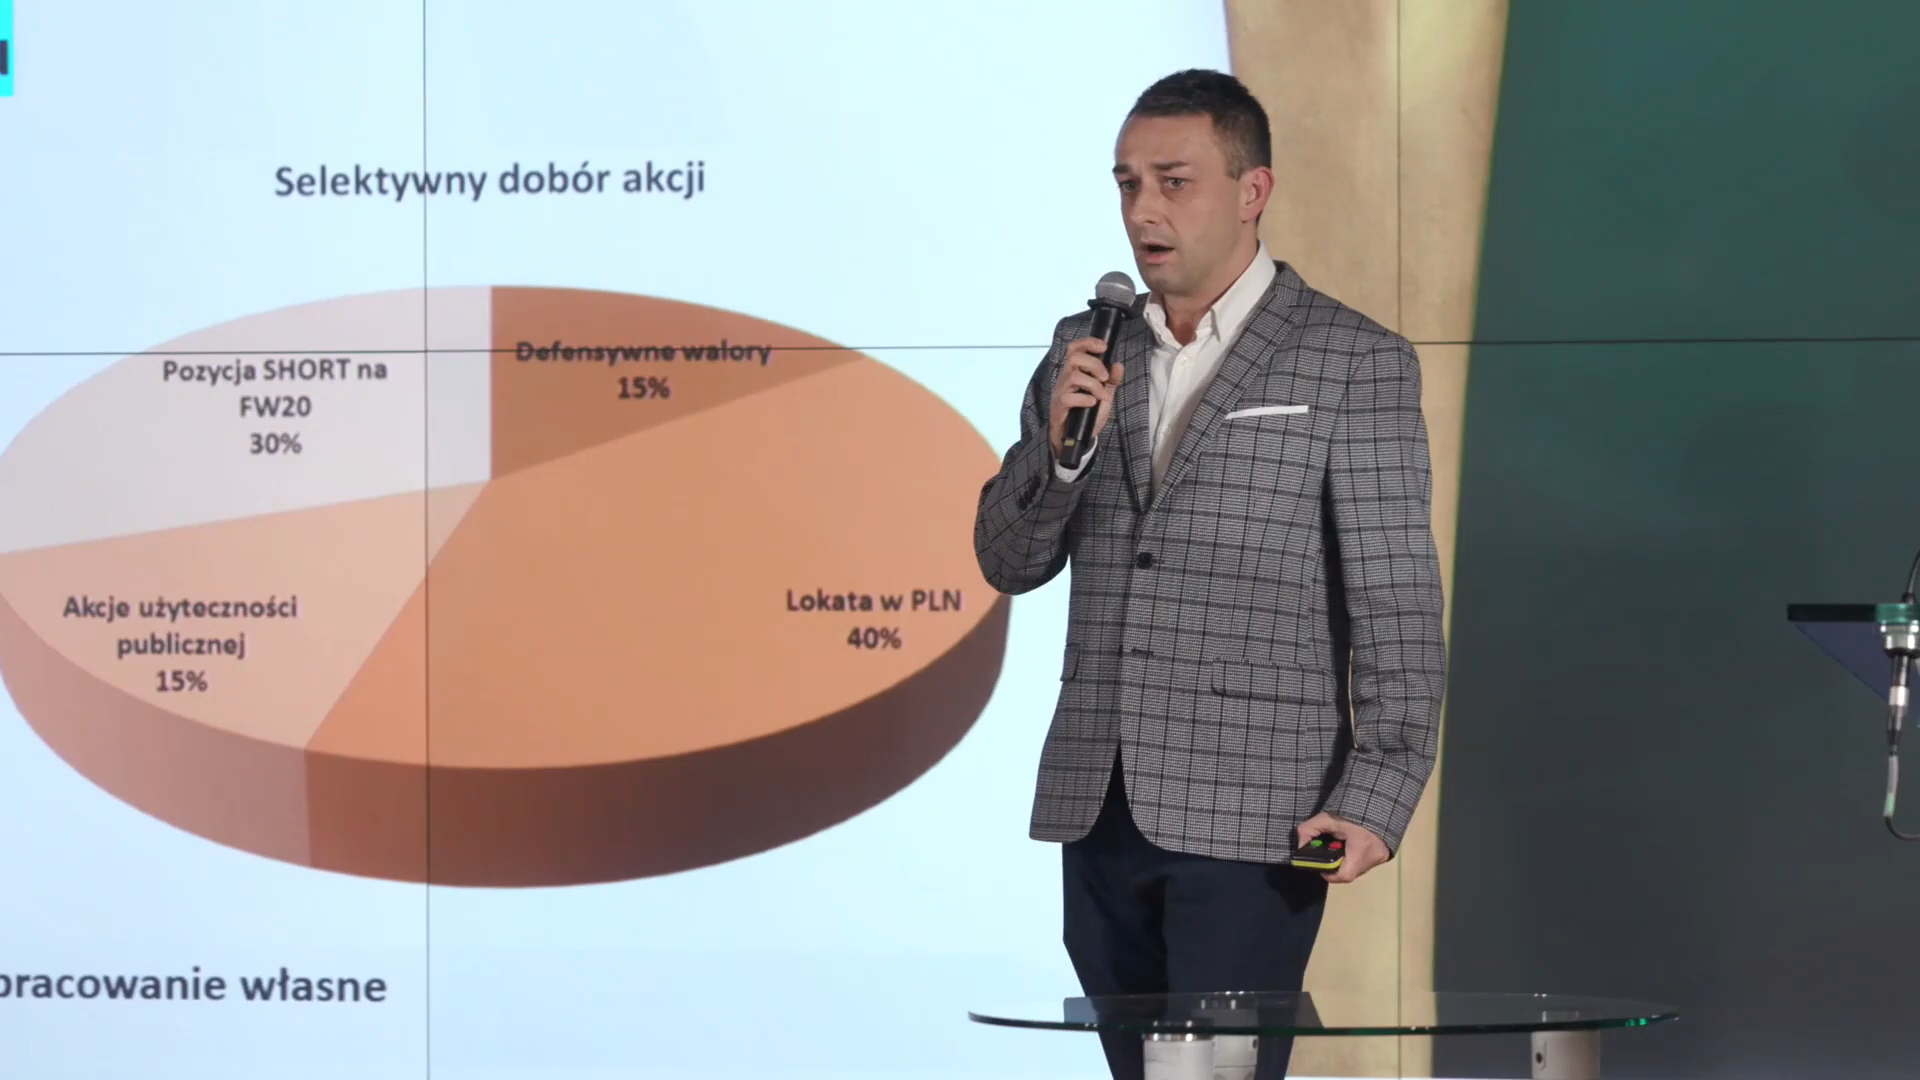 Selektywny dobór akcji
Defensywne walory
15%
Pozycja SHORT na
FW20
30%
Lokata w PLN
40%
Akcje użyteczności
publicznej
15%
pracowanie własne